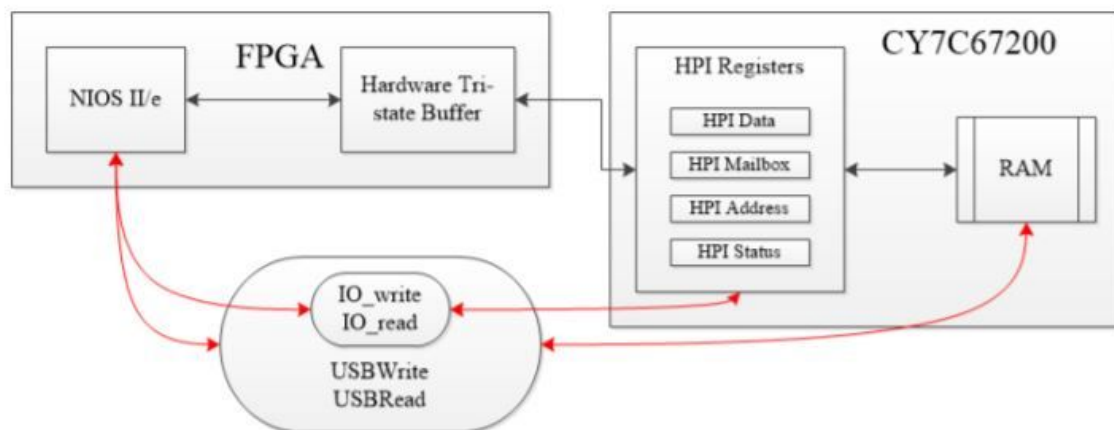 FPGA
NIOS II/e
Hardware Tri-
state Buffer
CY7C67200
HPI Registers
HPI Data
HPI Mailbox
HPI Address
HPI Status
RAM
IO_write
IO_read
USBWrite
USBRead